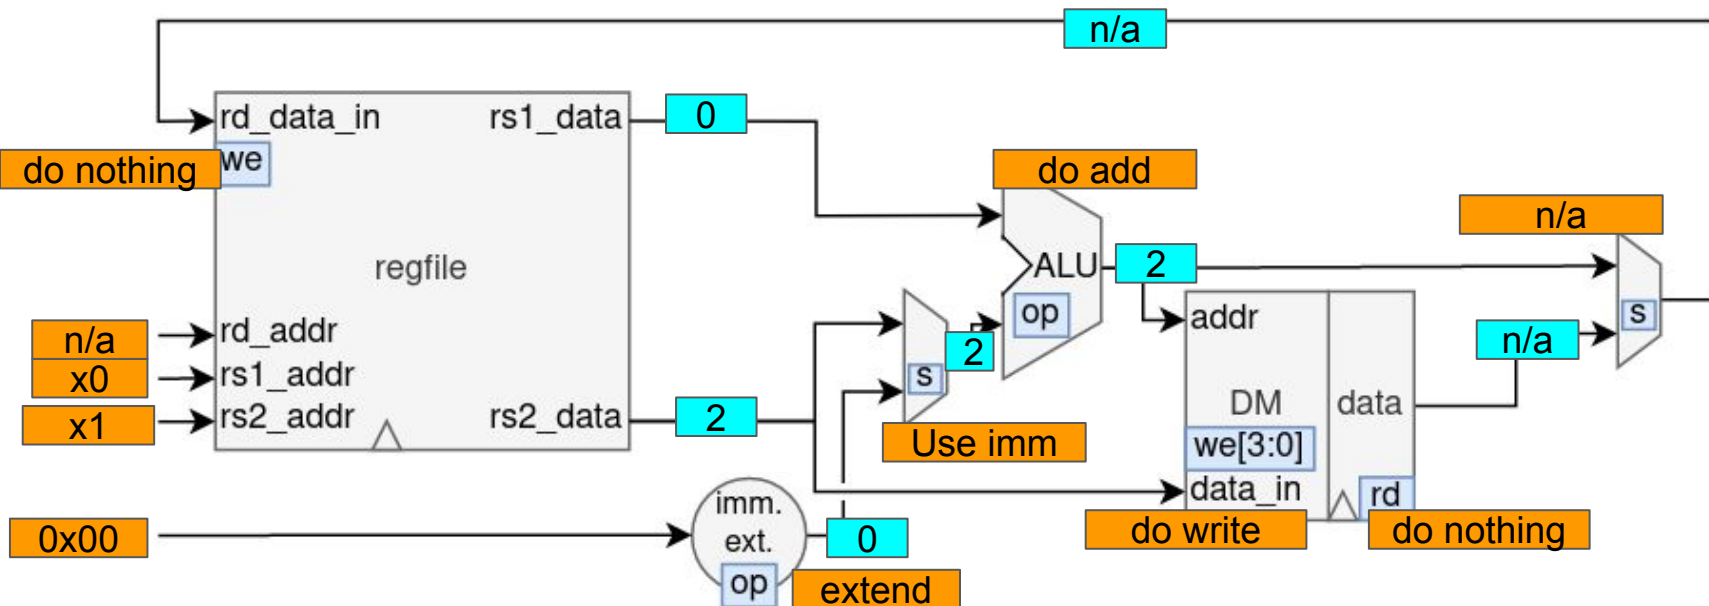 n/a
rd_data_in
rs1_data
0
we
do nothing
do add
n/a
regfile
ALU
2
op
addr
s
rd_addr
n/a
rs1_addr
x0
rs2_addr
x1
rs2_data
2
s
2
n/a
DM
data
Use imm
we[3:0]
data_in
rd
do write
do nothing
imm.
ext.
op
0x00
0
extend